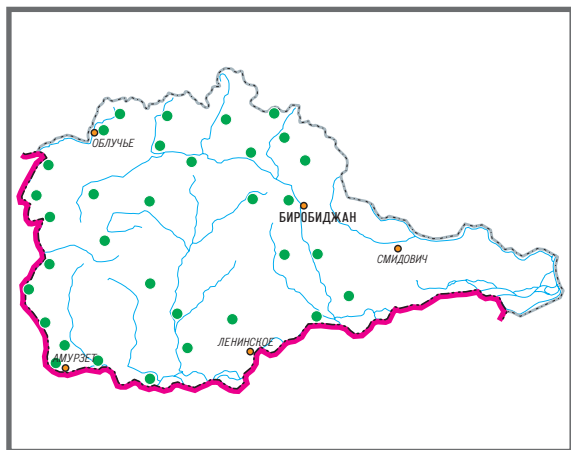 ОБЛУЧЬЕ
БИРОБИДЖАН
СМИДОВИЧ
ЛЕНИНСКОЕ
АМУРЗЕТ